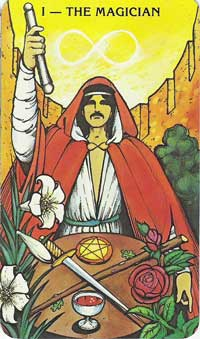 I — THE MAGICIAN